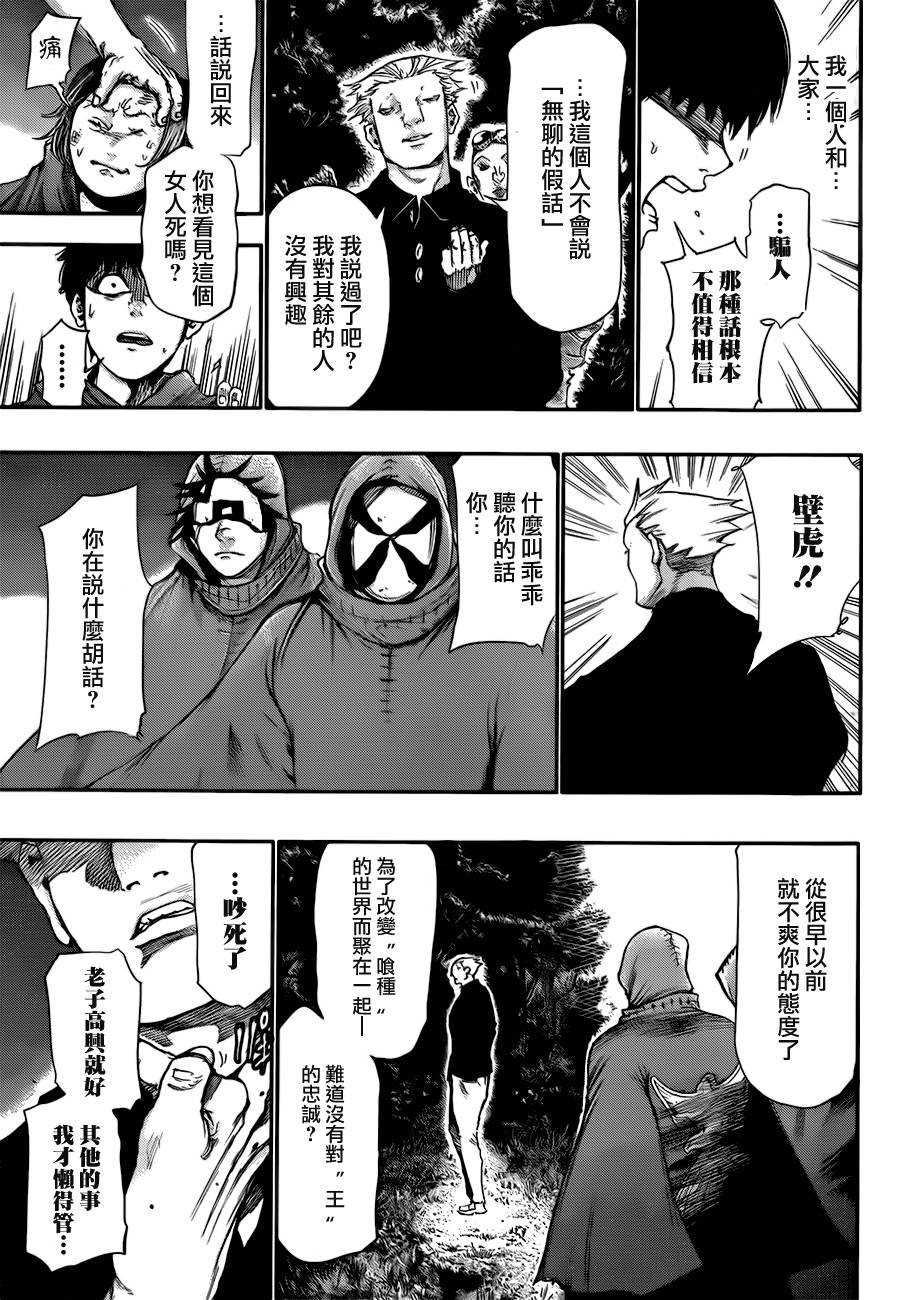 我一個人和…
大家…
…騙人
那種話根本
不值得相信
…我這個人不會説
「無聊的假話」
我説過了吧？
我對其餘的人
沒有興趣
…話説回來
痛
你想看見這個
女人死嗎？
……
壁虎!!
什麼叫乖乖
聽你的話
你…
你在説什麼胡話？
從很早以前
就不爽你的態度了
為了改變〝喰種〝
的世界而聚在一起—
難道沒有對〝王〝
的忠誠？
…吵死了
老子高興就好
其他的事
我才懶得管…